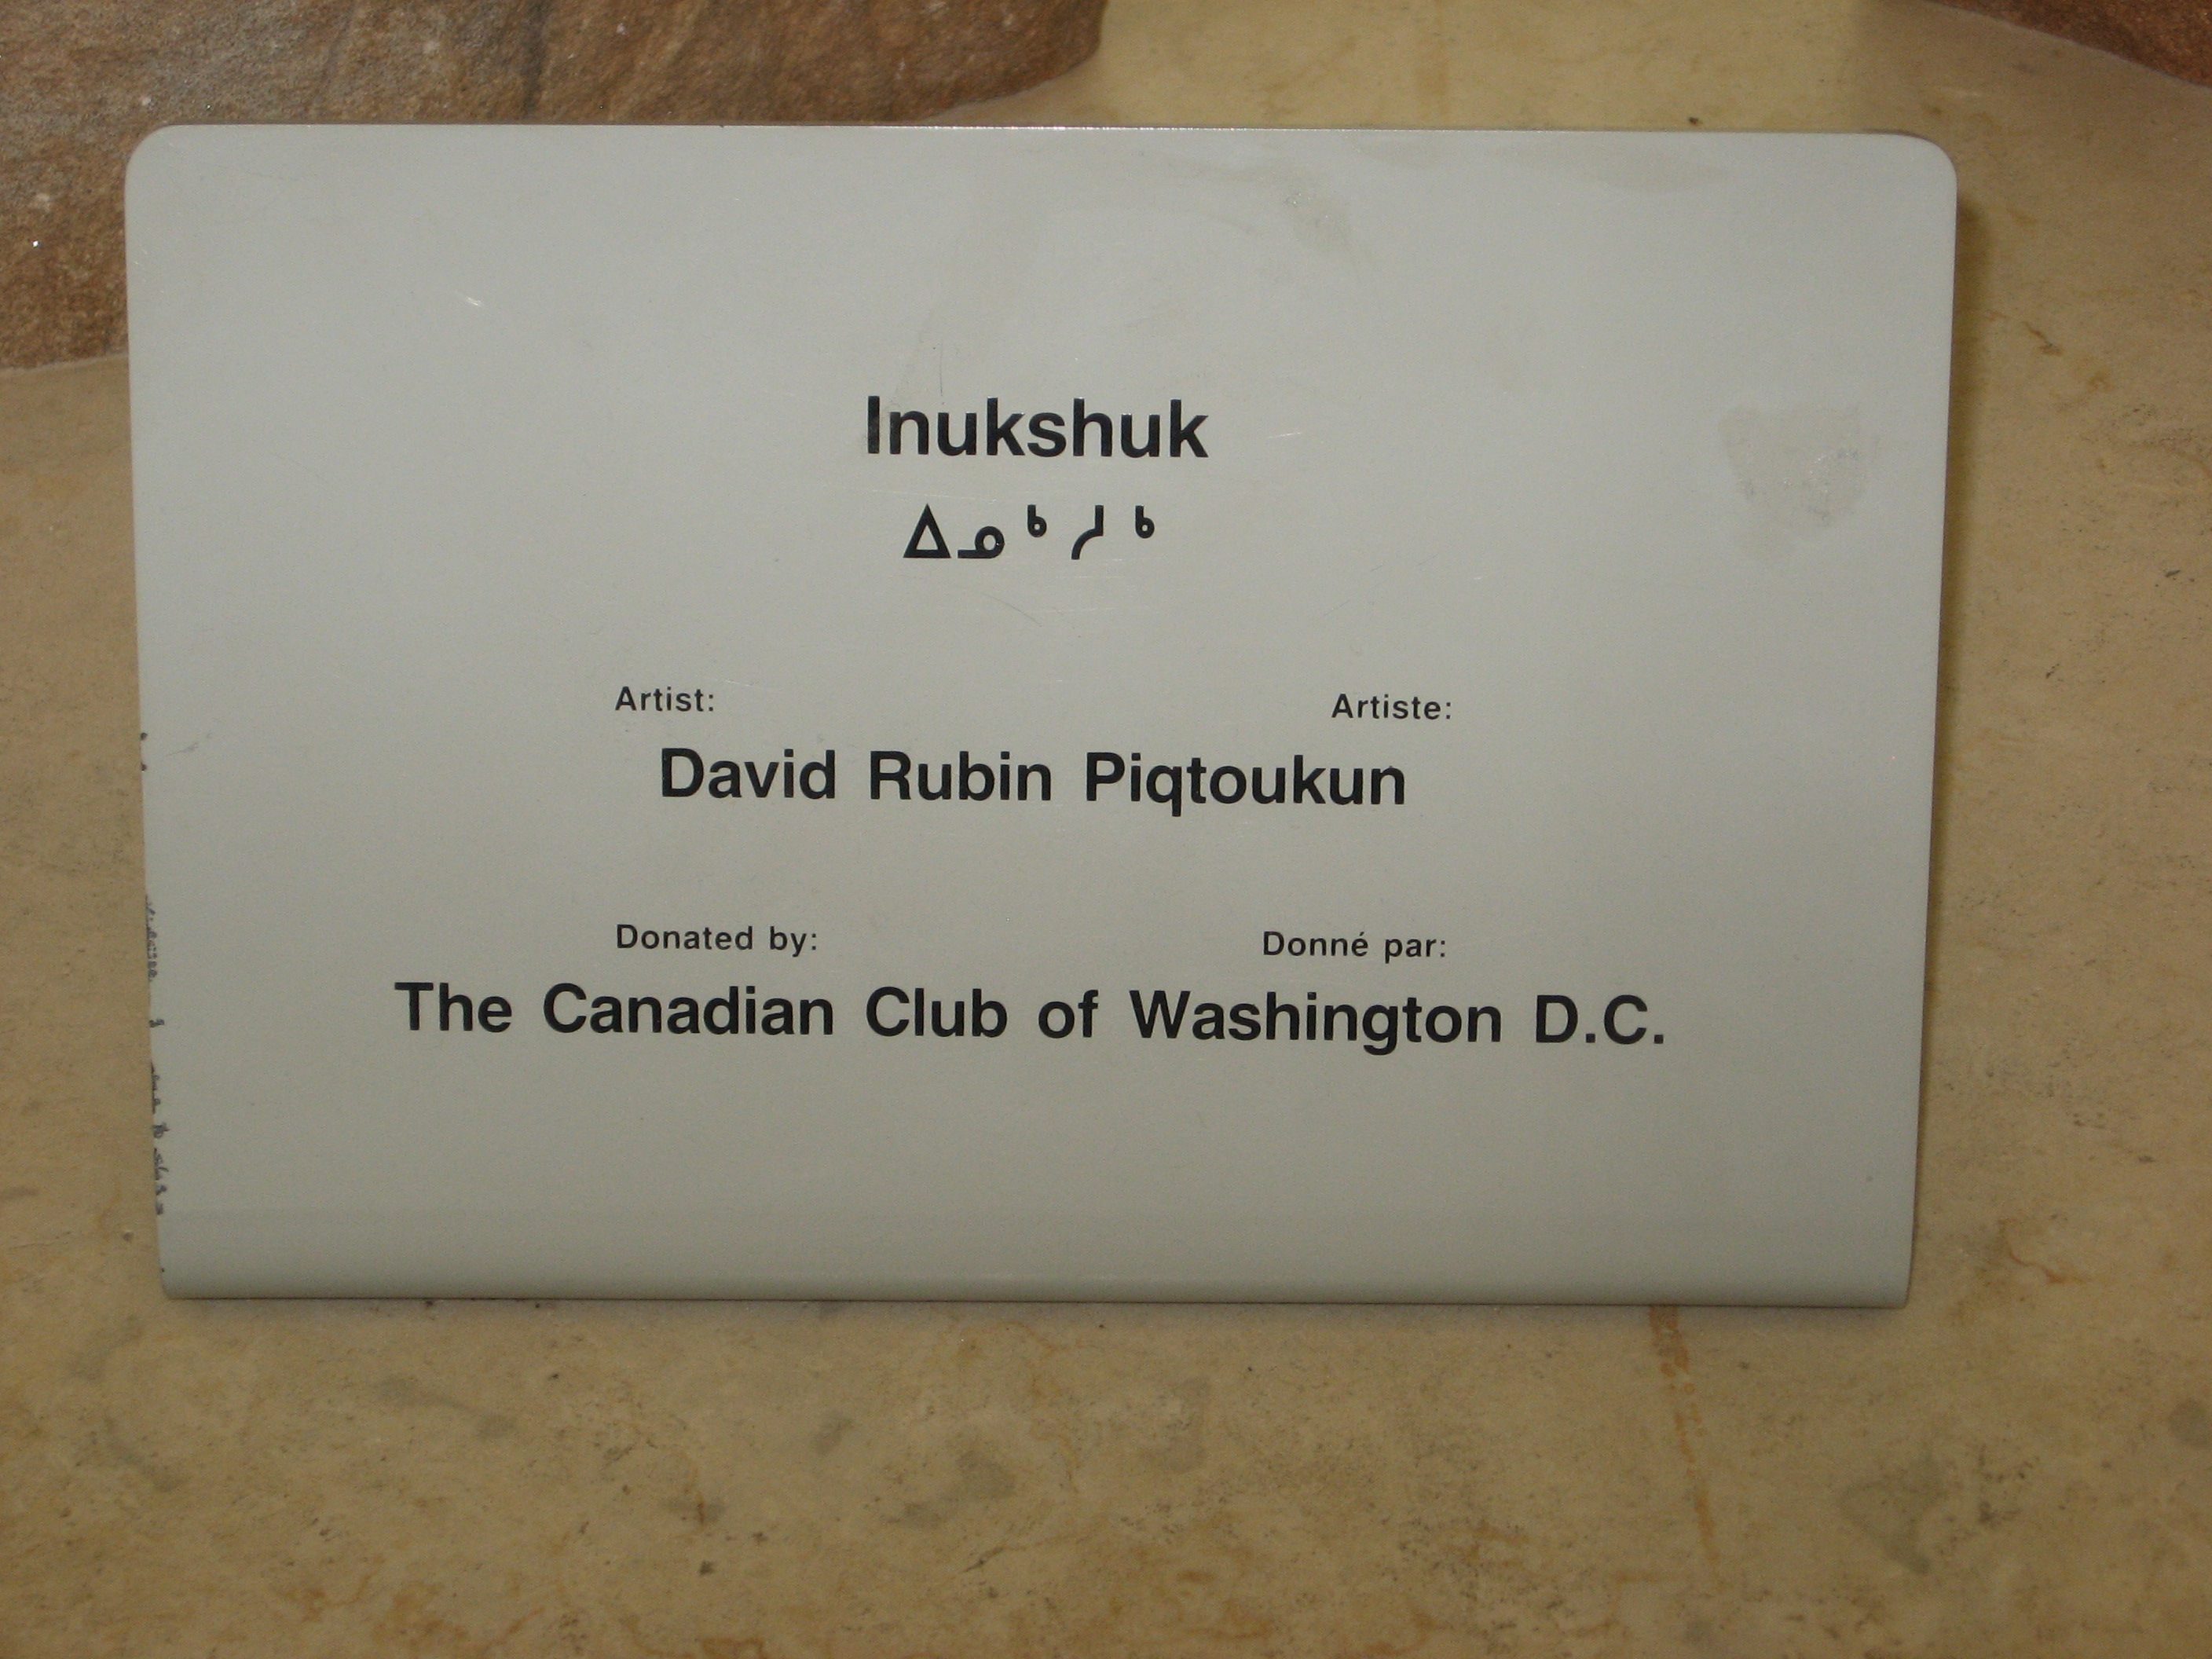 Inukshuk
ᐃᓄᒃᓱᒃ
Artist: Artiste:
David Rubin Piqtoukun
Donated by: Donné par:
The Canadian Club of Washington D.C.